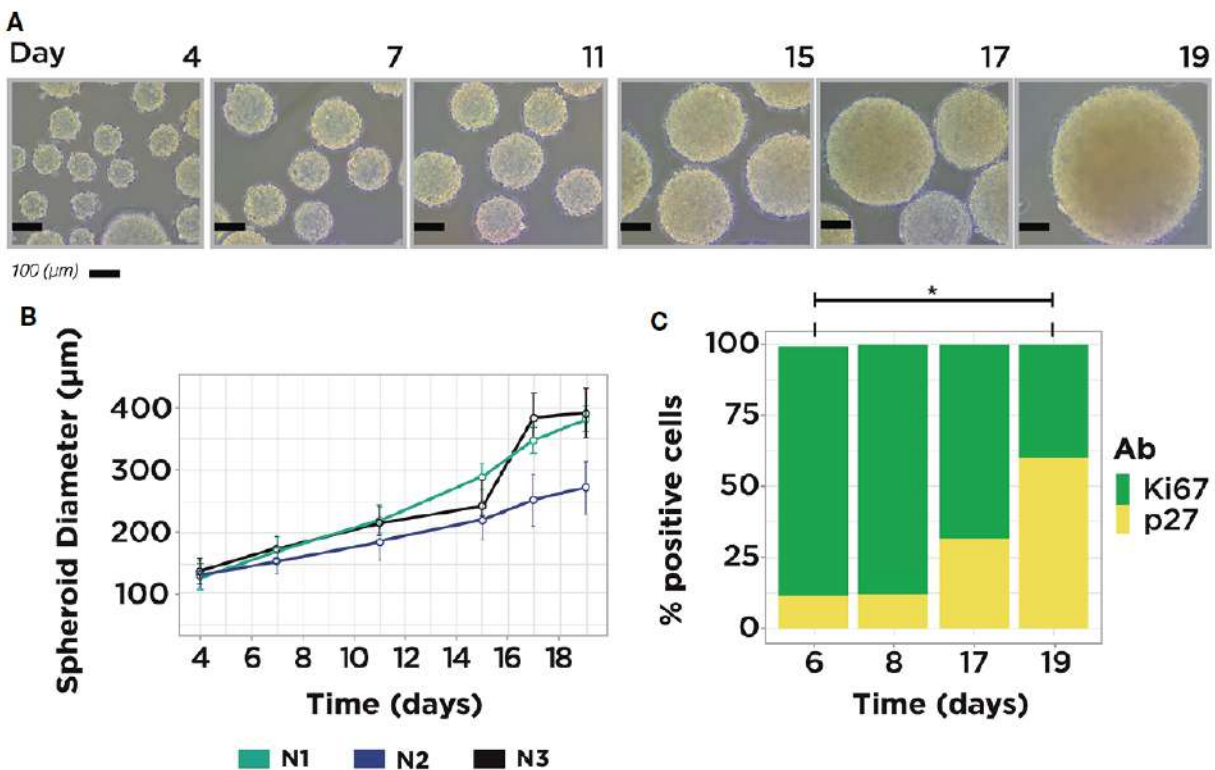 A
Day 4 7 11 15 17 19
100 (µm)
B
Spheroid Diameter (µm)
400
300
200
100
4 6 8 10 12 14 16 18
Time (days)
N1 N2 N3
C
*
% positive cells
100
75
50
25
0
6 8 17 19
Time (days)
Ab
Ki67
p27